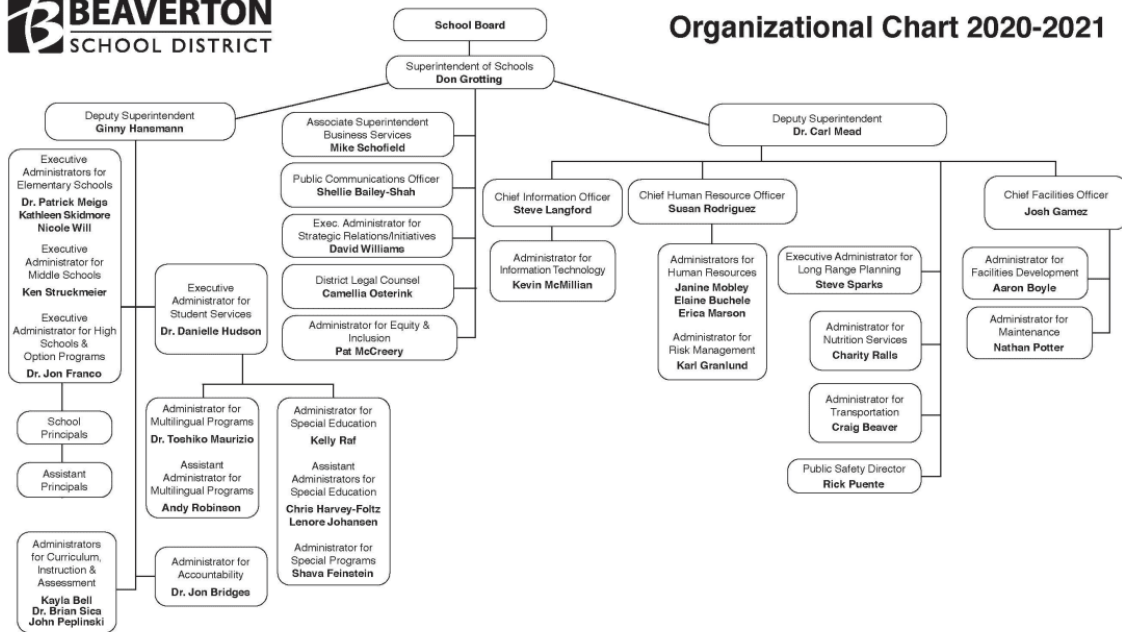 BEAVERTON
SCHOOL DISTRICT
Organizational Chart 2020-2021
School Board
Superintendent of Schools
Don Grotting
Deputy Superintendent
Ginny Hansmann
Executive
Administrators for
Elementary Schools
Dr. Patrick Meigs
Kathleen Skidmore
Nicole Will
Executive
Administrator for
Middle Schools
Ken Struckmeier
Executive
Administrator for High
Schools &
Option Programs
Dr. Jon Franco
School
Principals
Assistant
Principals
Administrators
for Curriculum,
Instruction &
Assessment
Kayla Bell
Dr. Brian Sica
John Peplinski
Executive
Administrator for
Student Services
Dr. Danielle Hudson
Administrator for
Multilingual Programs
Dr. Toshiko Maurizio
Assistant
Administrator for
Multilingual Programs
Andy Robinson
Administrator for
Special Education
Kelly Raf
Assistant
Administrators for
Special Education
Chris Harvey-Foltz
Lenore Johansen
Administrator for
Special Programs
Shava Feinstein
Administrator for
Accountability
Dr. Jon Bridges
Associate Superintendent
Business Services
Mike Schofield
Public Communications Officer
Shellie Bailey-Shah
Exec. Administrator for
Strategic Relations/Initiatives
David Williams
District Legal Counsel
Camellia Osterink
Administrator for Equity &
Inclusion
Pat McCreery
Deputy Superintendent
Dr. Carl Mead
Chief Information Officer
Steve Langford
Administrator for
Information Technology
Kevin McMillian
Chief Human Resource Officer
Susan Rodriguez
Administrators for
Human Resources
Janine Mobley
Elaine Buchele
Erica Marson
Administrator for
Risk Management
Karl Granlund
Executive Administrator for
Long Range Planning
Steve Sparks
Administrator for
Nutrition Services
Charity Ralls
Administrator for
Transportation
Craig Beaver
Public Safety Director
Rick Puente
Chief Facilities Officer
Josh Gamez
Administrator for
Facilities Development
Aaron Boyle
Administrator for
Maintenance
Nathan Potter